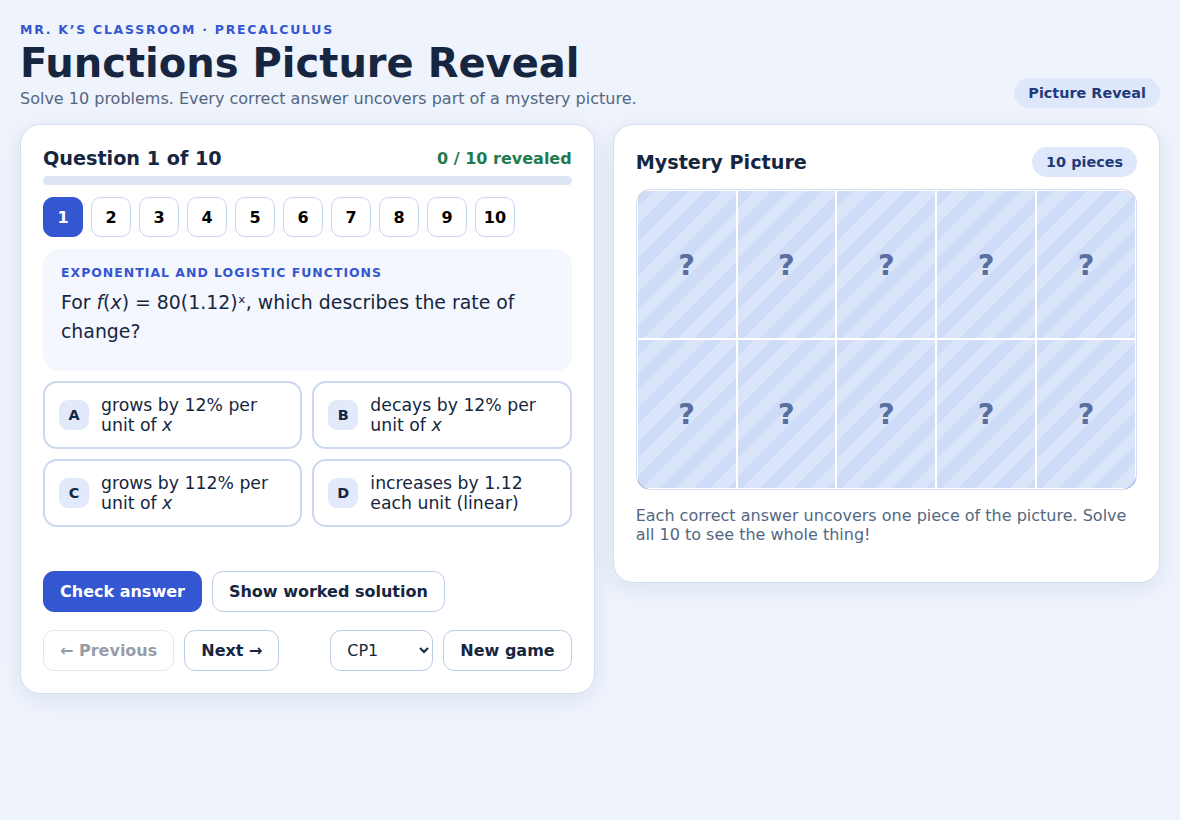 MR. K’S CLASSROOM · PRECALCULUS
Functions Picture Reveal
Solve 10 problems. Every correct answer uncovers part of a mystery picture.
Picture Reveal
Question 1 of 10
0 / 10 revealed
1 2 3 4 5 6 7 8 9 10
EXPONENTIAL AND LOGISTIC FUNCTIONS
For f(x) = 80(1.12)ˣ, which describes the rate of
change?
A
grows by 12% per
unit of x
B
decays by 12% per
unit of x
C
grows by 112% per
unit of x
D
increases by 1.12
each unit (linear)
Check answer
Show worked solution
← Previous
Next →
CP1
New game
Mystery Picture
10 pieces
? ? ? ? ?
? ? ? ? ?
Each correct answer uncovers one piece of the picture. Solve
all 10 to see the whole thing!